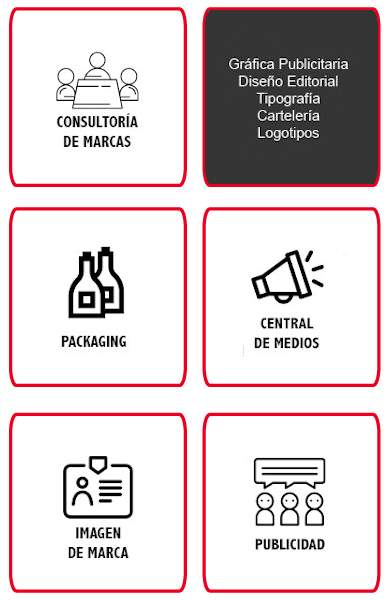 CONSULTORÍA
DE MARCAS
Gráfica Publicitaria
Diseño Editorial
Tipografía
Cartelería
Logotipos
PACKAGING
CENTRAL
DE MEDIOS
IMAGEN
DE MARCA
PUBLICIDAD